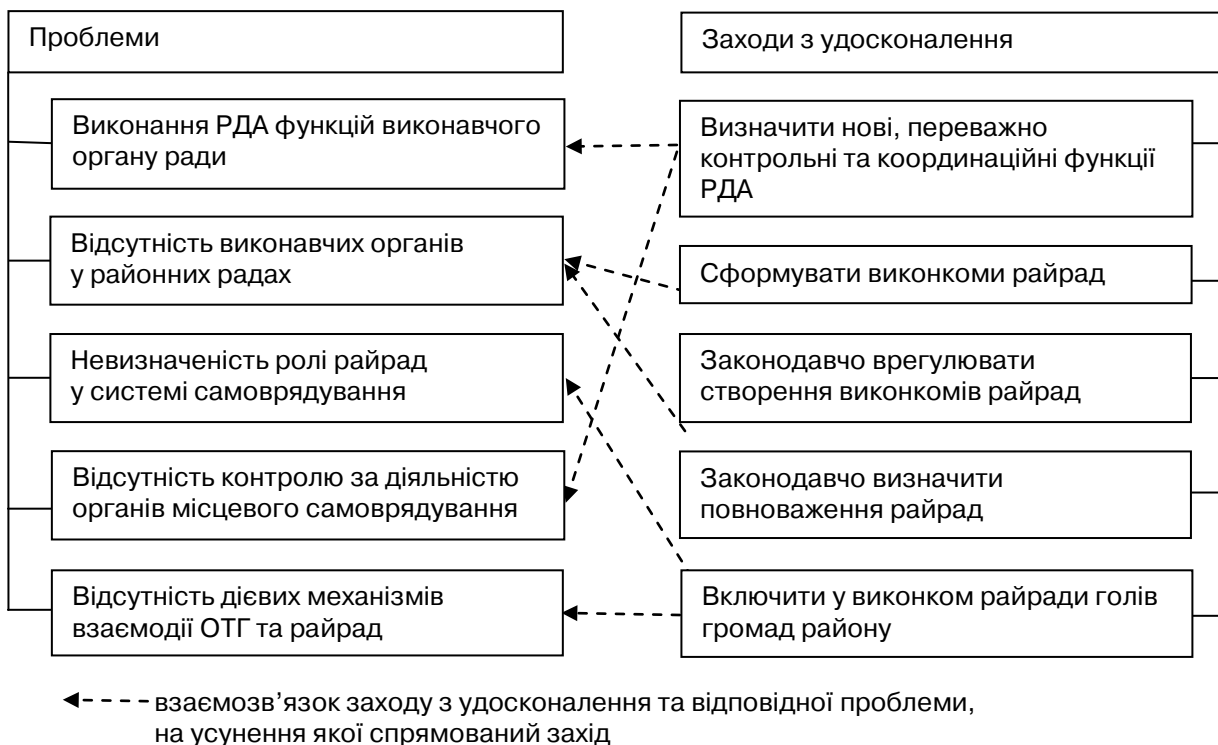 Проблеми
Заходи з удосконалення
Виконання РДА функцій виконавчого
органу ради
Визначити нові, переважно
контрольні та координаційні функції
РДА
Відсутність виконавчих органів
у районних радах
Сформувати виконкоми райрад
Невизначеність ролі райрад
у системі самоврядування
Законодавчо врегулювати
створення виконкомів райрад
Відсутність контролю за діяльністю
органів місцевого самоврядування
Законодавчо визначити
повноваження райрад
Відсутність дієвих механізмів
взаємодії ОТГ та райрад
Включити у виконком райради голів
громад району
взаємозв’язок заходу з удосконалення та відповідної проблеми,
на усунення якої спрямований захід